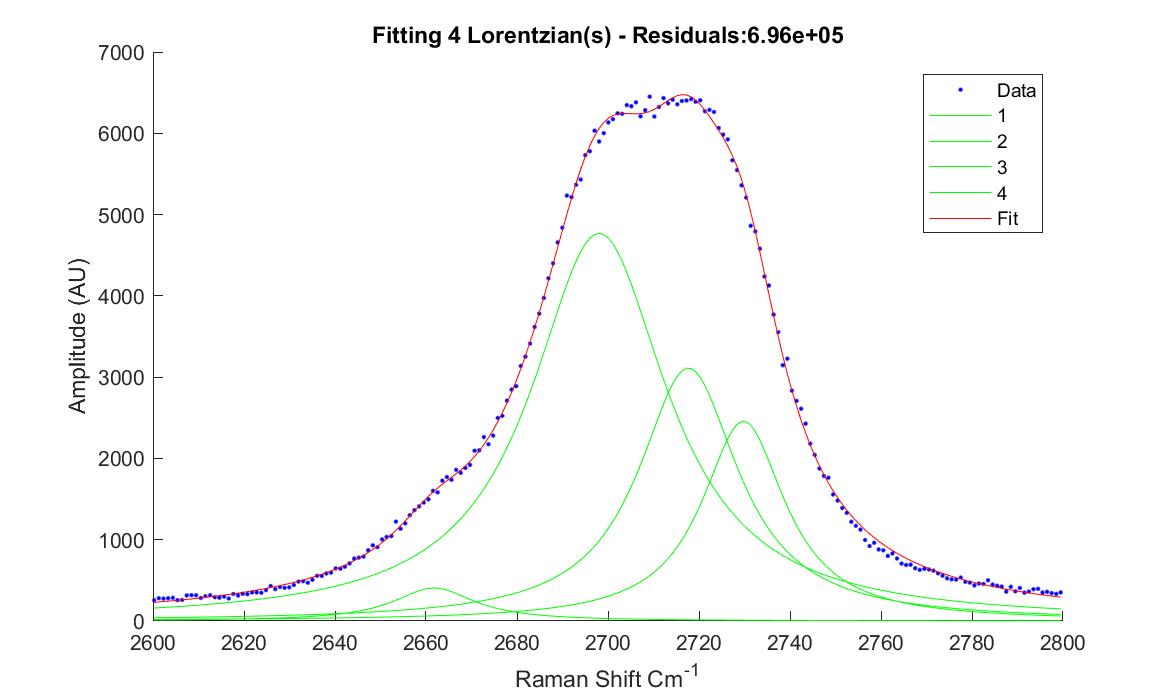 Fitting 4 Lorentzian(s) - Residuals:6.96e+05
7000
6000
5000
4000
3000
2000
1000
0
Amplitude (AU)
Data
1
2
3
4
Fit
2600 2620 2640 2660 2680 2700 2720 2740 2760 2780 2800
Raman Shift Cm-1